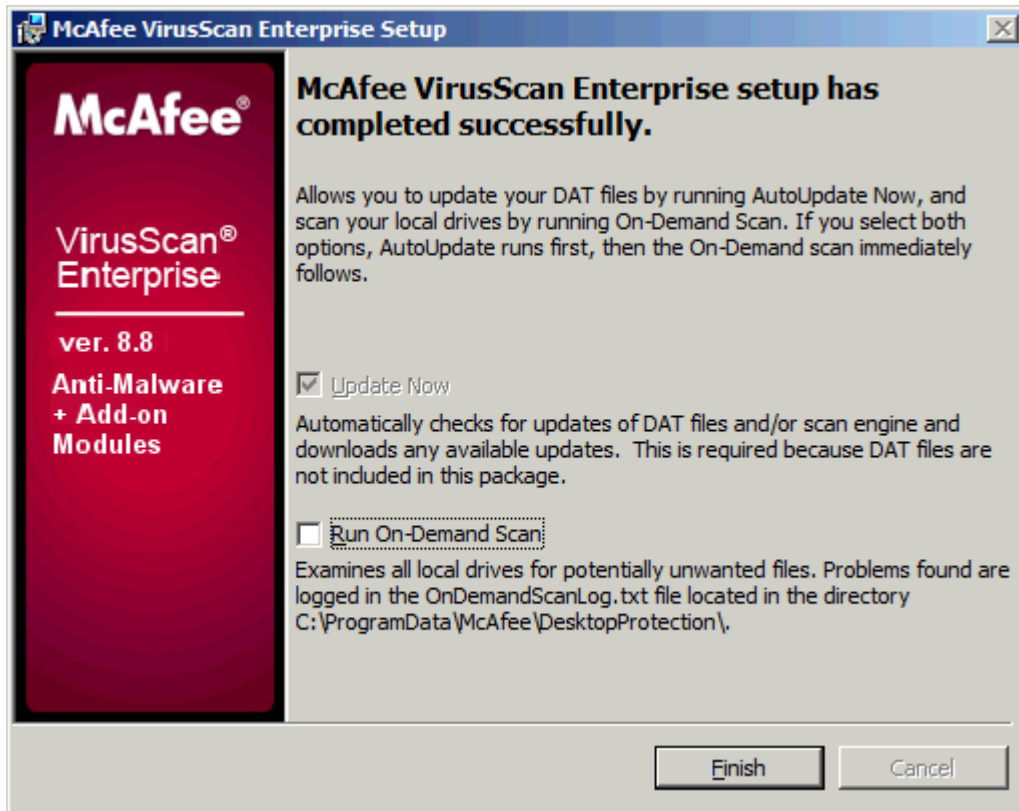 McAfee VirusScan Enterprise Setup
McAfee®
VirusScan®
Enterprise
ver. 8.8
Anti-Malware
+ Add-on
Modules
McAfee VirusScan Enterprise setup has
completed successfully.
Allows you to update your DAT files by running AutoUpdate Now, and
scan your local drives by running On-Demand Scan. If you select both
options, AutoUpdate runs first, then the On-Demand scan immediately
follows.
Update Now
Automatically checks for updates of DAT files and/or scan engine and
downloads any available updates.  This is required because DAT files are
not included in this package.
Run On-Demand Scan
Examines all local drives for potentially unwanted files. Problems found are
logged in the OnDemandScanLog.txt file located in the directory
C:\ProgramData\McAfee\DesktopProtection\.
Finish
Cancel